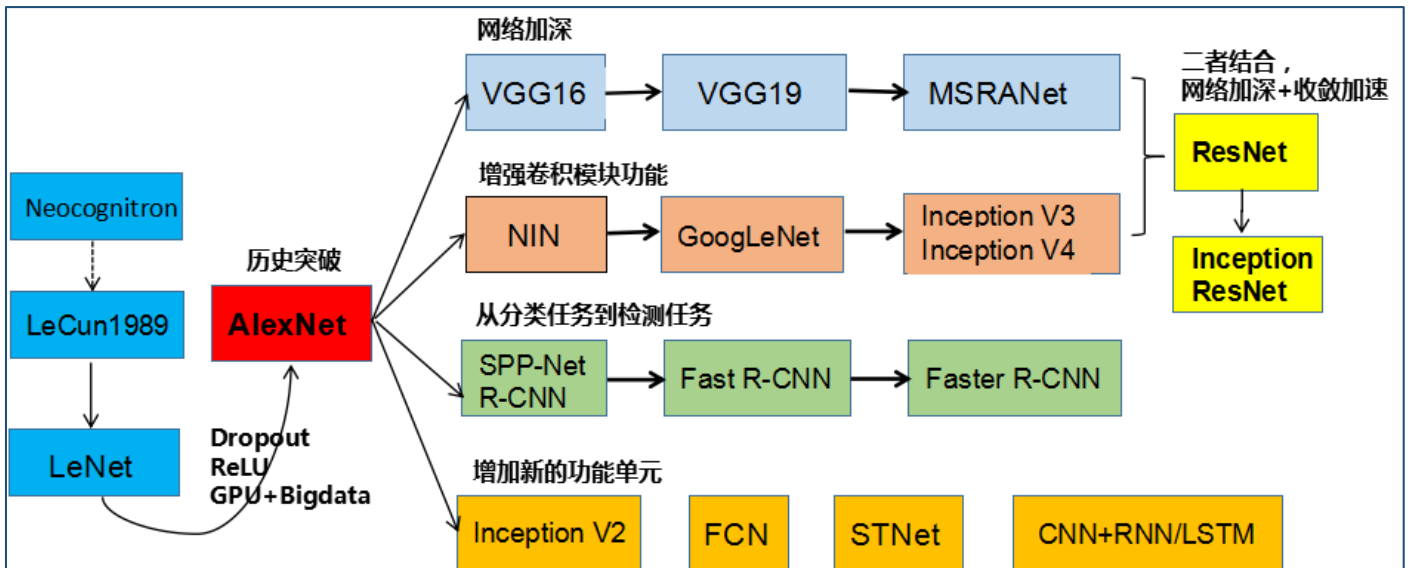 网络加深
VGG16
VGG19
MSRANet
二者结合，
网络加深+收敛加速
ResNet
Inception
ResNet
增强卷积模块功能
NIN
GoogLeNet
Inception V3
Inception V4
Neocognitron
LeCun1989
LeNet
历史突破
AlexNet
Dropout
ReLU
GPU+Bigdata
从分类任务到检测任务
SPP-Net
R-CNN
Fast R-CNN
Faster R-CNN
增加新的功能单元
Inception V2
FCN
STNet
CNN+RNN/LSTM